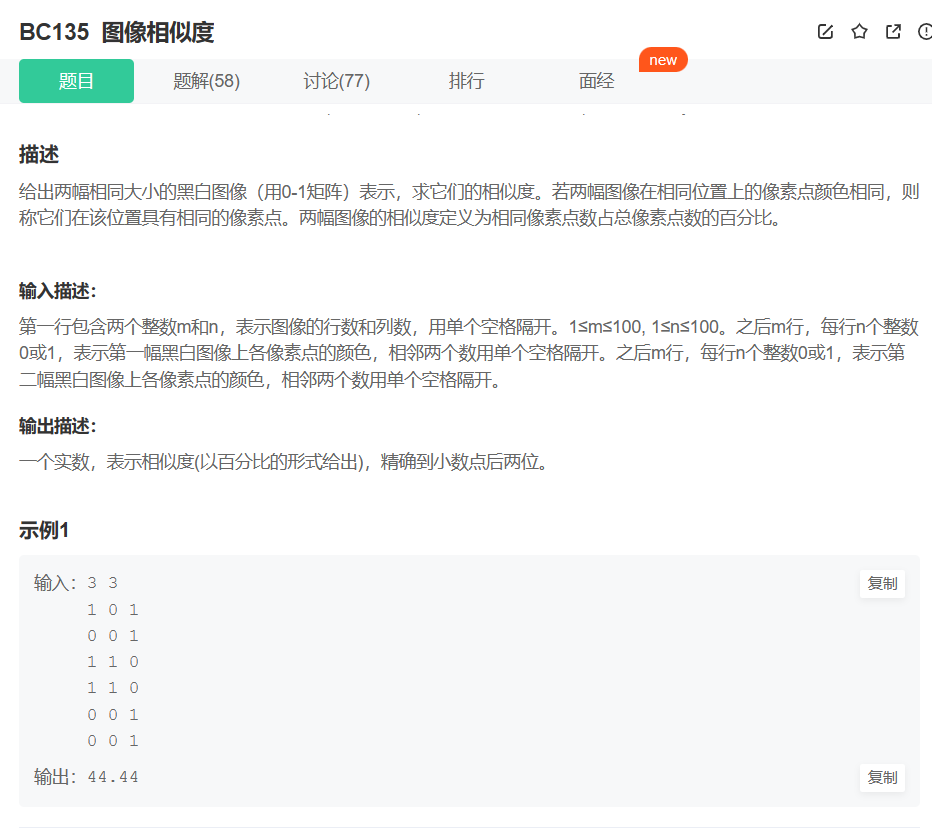 BC135 图像相似度
题目 题解(58) 讨论(77) 排行 面经 new
描述
给出两幅相同大小的黑白图像（用0-1矩阵）表示，求它们的相似度。若两幅图像在相同位置上的像素点颜色相同，则
称它们在该位置具有相同的像素点。两幅图像的相似度定义为相同像素点数占总像素点数的百分比。
输入描述：
第一行包含两个整数m和n，表示图像的行数和列数，用单个空格隔开。1≤m≤100, 1≤n≤100。之后m行，每行n个整数
0或1，表示第一幅黑白图像上各像素点的颜色，相邻两个数用单个空格隔开。之后m行，每行n个整数0或1，表示第
二幅黑白图像上各像素点的颜色，相邻两个数用单个空格隔开。
输出描述：
一个实数，表示相似度(以百分比的形式给出)，精确到小数点后两位。
示例1
输入：3 3 复制
1 0 1
0 0 1
1 1 0
1 1 0
0 0 1
0 0 1
输出：44.44 复制